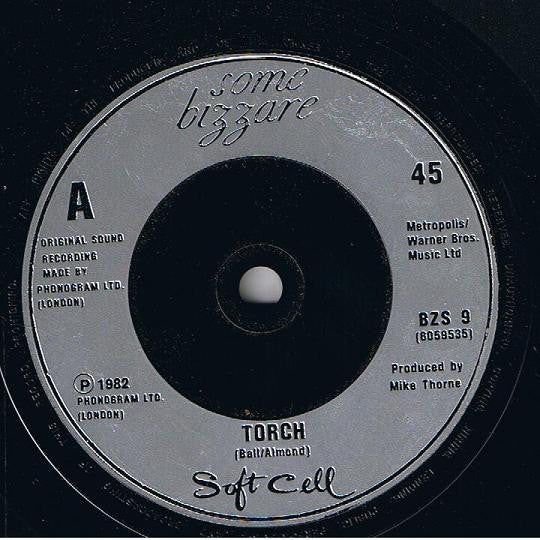 some
bizzare
A
45
ORIGINAL SOUND
RECORDING
MADE BY
PHONOGRAM LTD.
(LONDON)
Metropolis/
Warner Bros.
Music Ltd
BZS 9
(6059535)
Produced by
Mike Thorne
Ⓟ 1982
PHONOGRAM LTD.
(LONDON)
TORCH
(Ball/Almond)
Soft Cell